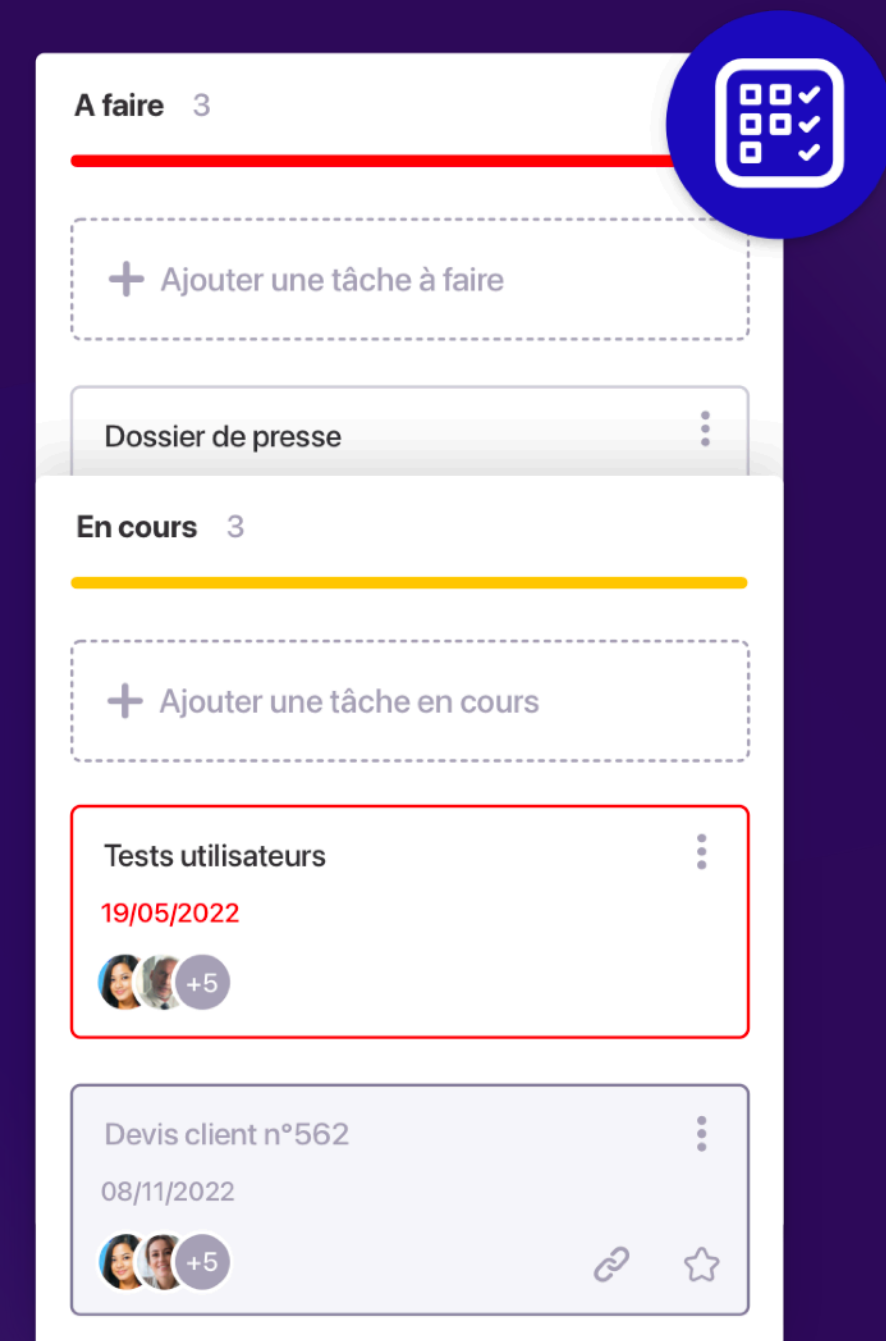 A faire 3
Ajouter une tâche à faire
Dossier de presse
En cours 3
Ajouter une tâche en cours
Tests utilisateurs
19/05/2022
+5
Devis client n°562
08/11/2022
+5